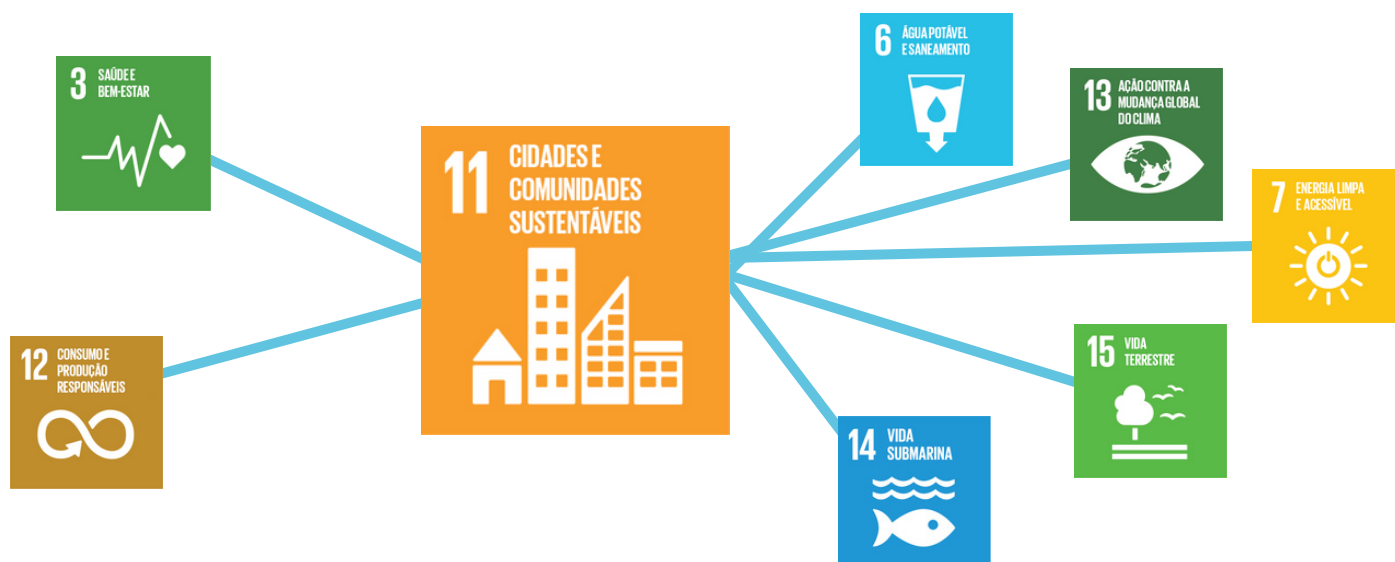 3 SAÚDE E
BEM-ESTAR
12 CONSUMO E
PRODUÇÃO
RESPONSÁVEIS
11 CIDADES E
COMUNIDADES
SUSTENTÁVEIS
6 ÁGUA POTÁVEL
E SANEAMENTO
13 AÇÃO CONTRA A
MUDANÇA GLOBAL
DO CLIMA
7 ENERGIA LIMPA
E ACESSÍVEL
15 VIDA
TERRESTRE
14 VIDA
SUBMARINA